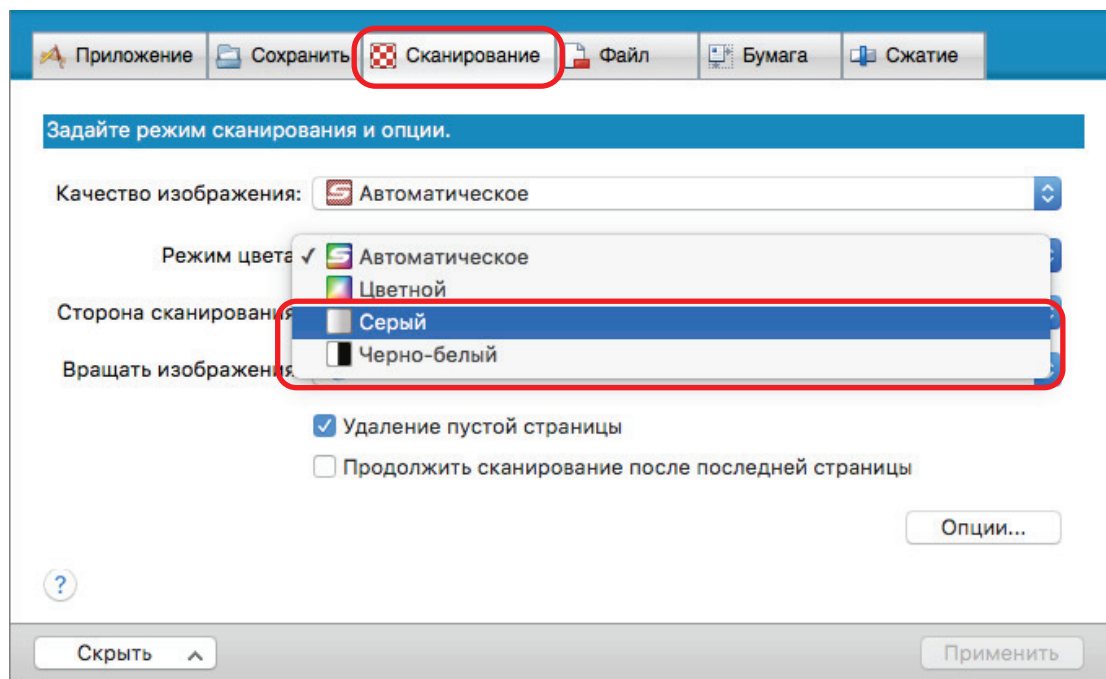 Приложение Сохранить Сканирование Файл Бумага Сжатие
Задайте режим сканирования и опции.
Качество изображения: Автоматическое
Режим цвета ✓ Автоматическое
Цветной
Сторона сканирования Серый
Черно-белый
Вращать изображения
Удаление пустой страницы
Продолжить сканирование после последней страницы
Опции...
?
Скрыть Применить